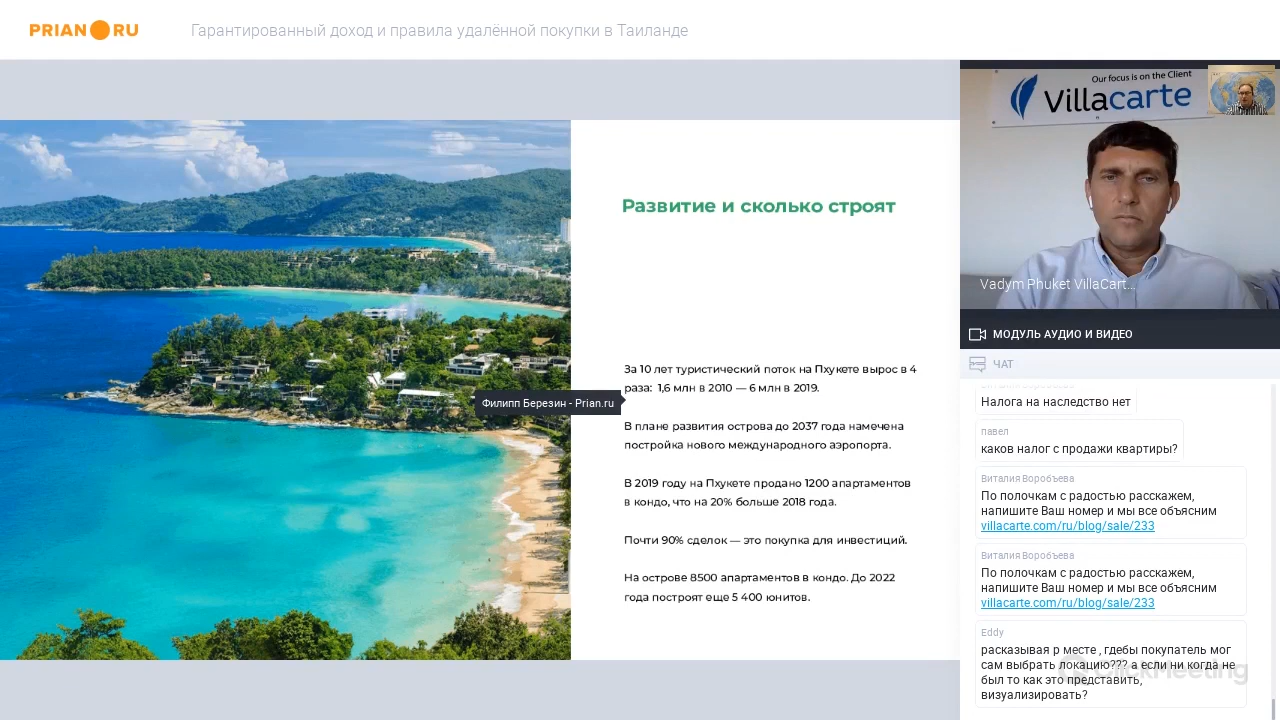 PRIAN RU
Гарантированный доход и правила удалённой покупки в Таиланде
Our focus is on the Client
Villacarte
Vadym Phuket VillaCart...
Развитие и сколько строят
За 10 лет туристический поток на Пхукете вырос в 4
раза: 1,6 млн в 2010 — 6 млн в 2019.
В плане развития острова до 2037 года намечена
постройка нового международного аэропорта.
В 2019 году на Пхукете продано 1200 апартаментов
в кондо, что на 20% больше 2018 года.
Почти 90% сделок — это покупка для инвестиций.
На острове 8500 апартаментов в кондо. До 2022
года построят еще 5 400 юнитов.
Филипп Березин - Prian.ru
МОДУЛЬ АУДИО И ВИДЕО
ЧАТ
Виталия Воробъева
Налога на наследство нет
павел
каков налог с продажи квартиры?
Виталия Воробъева
По полочкам с радостью расскажем,
напишите Ваш номер и мы все объясним
villacarte.com/ru/blog/sale/233
Виталия Воробъева
По полочкам с радостью расскажем,
напишите Ваш номер и мы все объясним
villacarte.com/ru/blog/sale/233
Eddy
расказывая р месте , гдебы покупатель мог
сам выбрать локацию??? а если ни когда не
был то как это представить,
визуализировать?
ClickMeeting